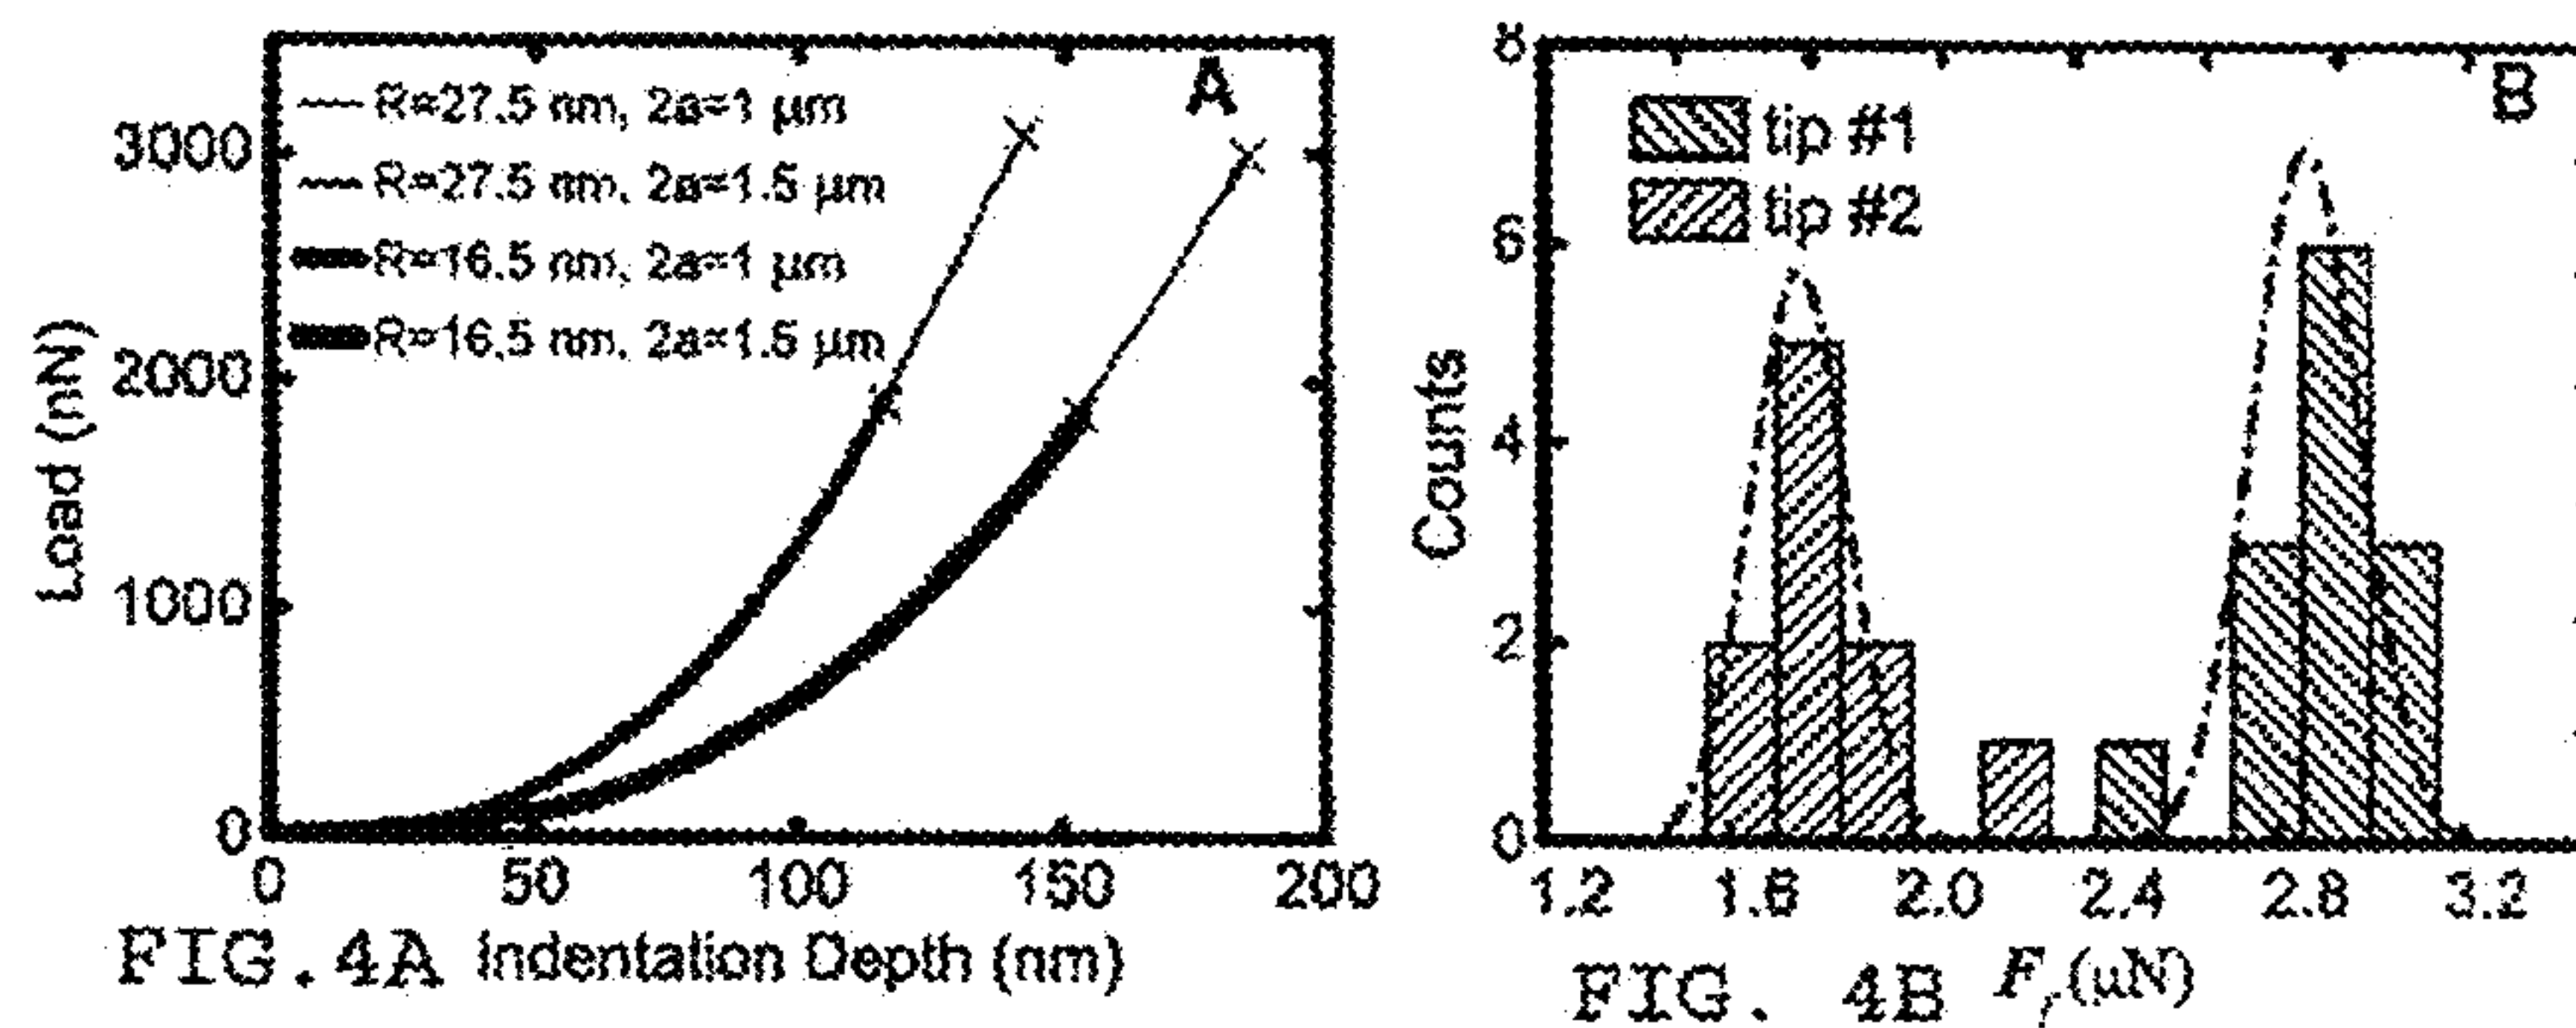 A
R=27.5 nm, 2a=1 μm
R=27.5 nm, 2a=1.5 μm
R=16.5 nm, 2a=1 μm
R=16.5 nm, 2a=1.5 μm
3000
2000
1000
0
Load (nN)
0 50 100 150 200
FIG.4A Indentation Depth (nm)
B
tip #1
tip #2
8
6
4
2
0
Counts
1.2 1.6 2.0 2.4 2.8 3.2
FIG. 4B F_f (μN)